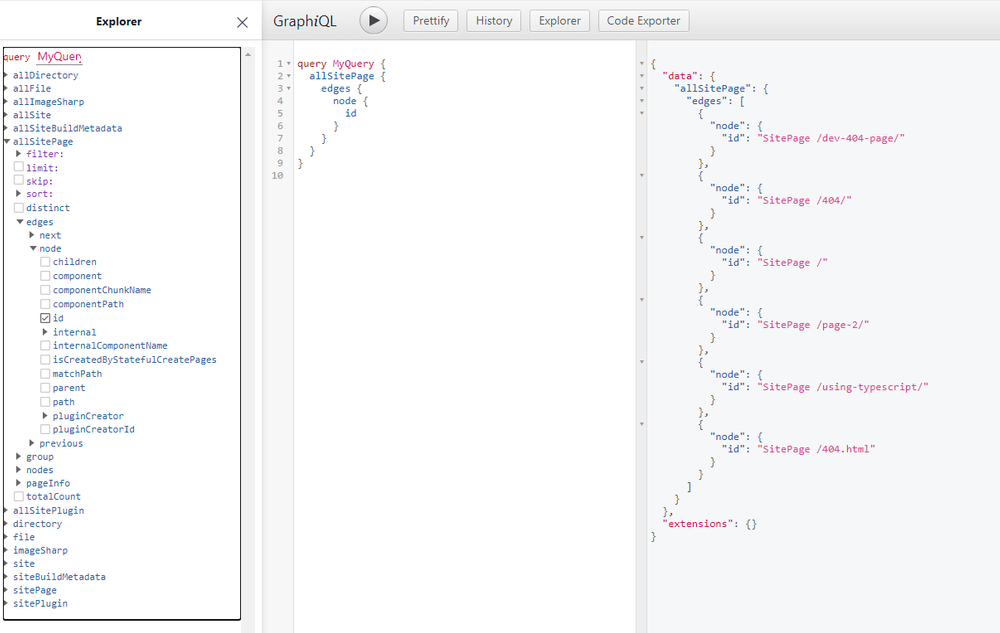 Explorer
GraphiQL
Prettify
History
Explorer
Code Exporter
query MyQuery
allDirectory
allFile
allImageSharp
allSite
allSiteBuildMetadata
allSitePage
filter:
limit:
skip:
sort:
distinct
edges
next
node
children
component
componentChunkName
componentPath
id
internal
internalComponentName
isCreatedByStatefulCreatePages
matchPath
parent
path
pluginCreator
pluginCreatorId
previous
group
nodes
pageInfo
totalCount
allSitePlugin
directory
file
imageSharp
site
siteBuildMetadata
sitePage
sitePlugin
1 query MyQuery {
2 allSitePage {
3 edges {
4 node {
5 id
6 }
7 }
8 }
9 }
10
{
"data": {
"allSitePage": {
"edges": [
{
"node": {
"id": "SitePage /dev-404-page/"
}
},
{
"node": {
"id": "SitePage /404/"
}
},
{
"node": {
"id": "SitePage /"
}
},
{
"node": {
"id": "SitePage /page-2/"
}
},
{
"node": {
"id": "SitePage /using-typescript/"
}
},
{
"node": {
"id": "SitePage /404.html"
}
}
]
}
},
"extensions": {}
}